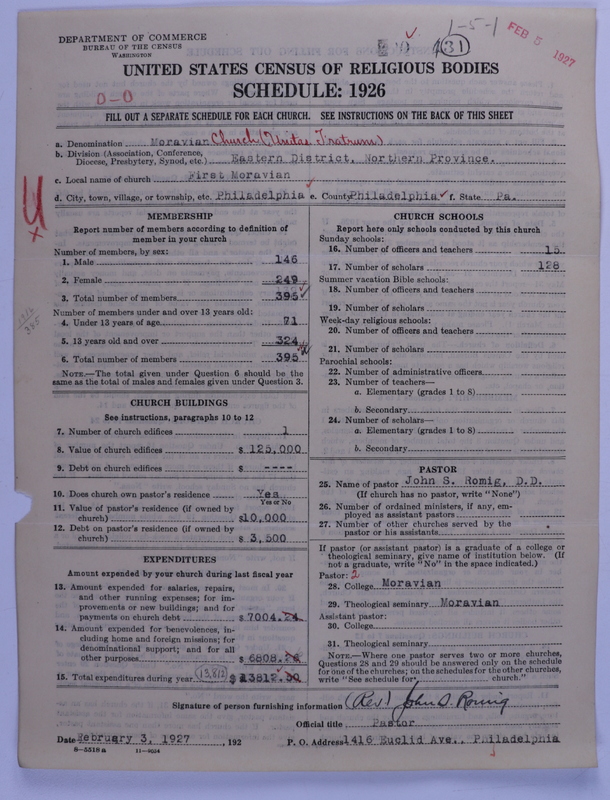 DEPARTMENT OF COMMERCE
BUREAU OF THE CENSUS
WASHINGTON
1-5-1
31
FEB 5 1927
UNITED STATES CENSUS OF RELIGIOUS BODIES
SCHEDULE: 1926
0-0
FILL OUT A SEPARATE SCHEDULE FOR EACH CHURCH. SEE INSTRUCTIONS ON THE BACK OF THIS SHEET
a. Denomination Moravian Church (Unitas Fratrum)
b. Division (Association, Conference, Diocese, Presbytery, Synod, etc.) Eastern District, Northern Province.
c. Local name of church First Moravian
d. City, town, village, or township, etc. Philadelphia e. County Philadelphia f. State Pa.
MEMBERSHIP
Report number of members according to definition of
member in your church
Number of members, by sex:
1. Male 146
2. Female 249
3. Total number of members 395
Number of members under and over 13 years old:
4. Under 13 years of age 71
5. 13 years old and over 324
6. Total number of members 395
NOTE.—The total given under Question 6 should be
same as the total of males and females given under Question 3.
CHURCH BUILDINGS
See instructions, paragraphs 10 to 12
7. Number of church edifices 1
8. Value of church edifices $ 125,000
9. Debt on church edifices $ ----
10. Does church own pastor's residence Yes
Yes or No
11. Value of pastor's residence (if owned by
church) $10,000
12. Debt on pastor's residence (if owned by
church) $ 3,500
EXPENDITURES
Amount expended by your church during last fiscal year
13. Amount expended for salaries, repairs,
and other running expenses; for im-
provements or new buildings; and for
payments on church debt $ 7004.24
14. Amount expended for benevolences, in-
cluding home and foreign missions; for
denominational support; and for all
other purposes $ 6808.26
15. Total expenditures during year (13,812) $ 13812.50
CHURCH SCHOOLS
Report here only schools conducted by this church
Sunday schools:
16. Number of officers and teachers 15
17. Number of scholars 128
Summer vacation Bible schools:
18. Number of officers and teachers
19. Number of scholars
Week-day religious schools:
20. Number of officers and teachers
21. Number of scholars
Parochial schools:
22. Number of administrative officers
23. Number of teachers—
a. Elementary (grades 1 to 8)
b. Secondary
24. Number of scholars—
a. Elementary (grades 1 to 8)
b. Secondary
PASTOR
25. Name of pastor John S. Romig, D.D.
(If church has no pastor, write "None")
26. Number of ordained ministers, if any, em-
ployed as assistant pastors
27. Number of other churches served by the
pastor or his assistants
If pastor (or assistant pastor) is a graduate of a college or
theological seminary, give name of institution below. (If
not a graduate, write "No" in the space indicated.)
Pastor: 2
28. College Moravian
29. Theological seminary Moravian
Assistant pastor:
30. College
31. Theological seminary
NOTE.—Where one pastor serves two or more churches,
Questions 28 and 29 should be answered only on the schedule
for one of the churches; on the schedules for the other churches,
write "See schedule for church."
Signature of person furnishing information (Rev) John S. Romig
Official title Pastor
Date February 3, 1927, 192 P. O. Address 1416 Euclid Ave., Philadelphia
8-5518 a 11-9054